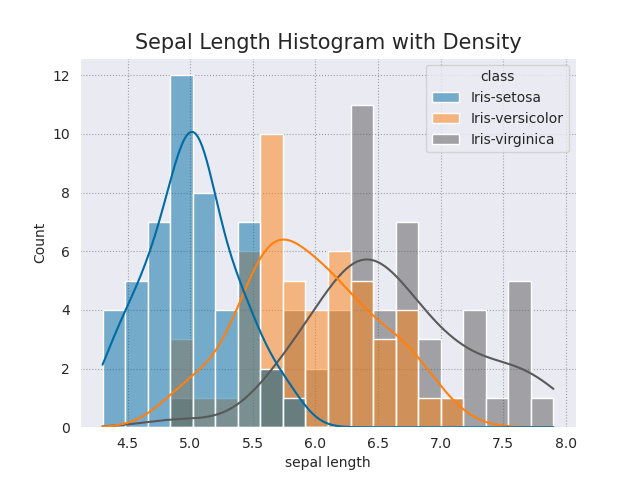 Sepal Length Histogram with Density
class
Iris-setosa
Iris-versicolor
Iris-virginica
Count
12
10
8
6
4
2
0
4.5 5.0 5.5 6.0 6.5 7.0 7.5 8.0
sepal length